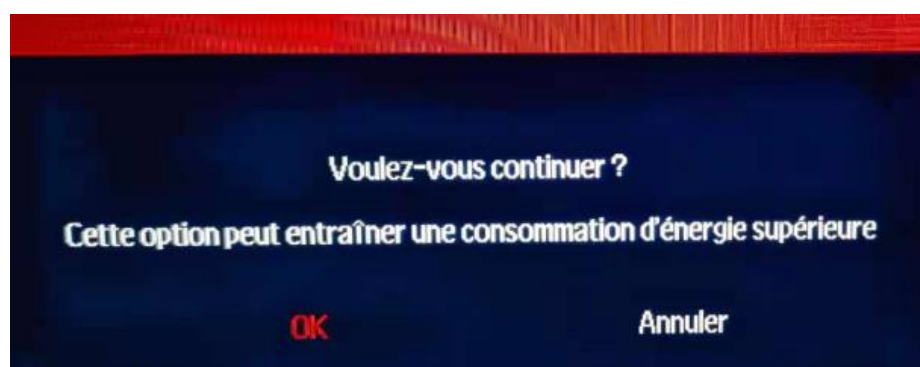 Voulez-vous continuer ?
Cette option peut entraîner une consommation d'énergie supérieure
OK
Annuler